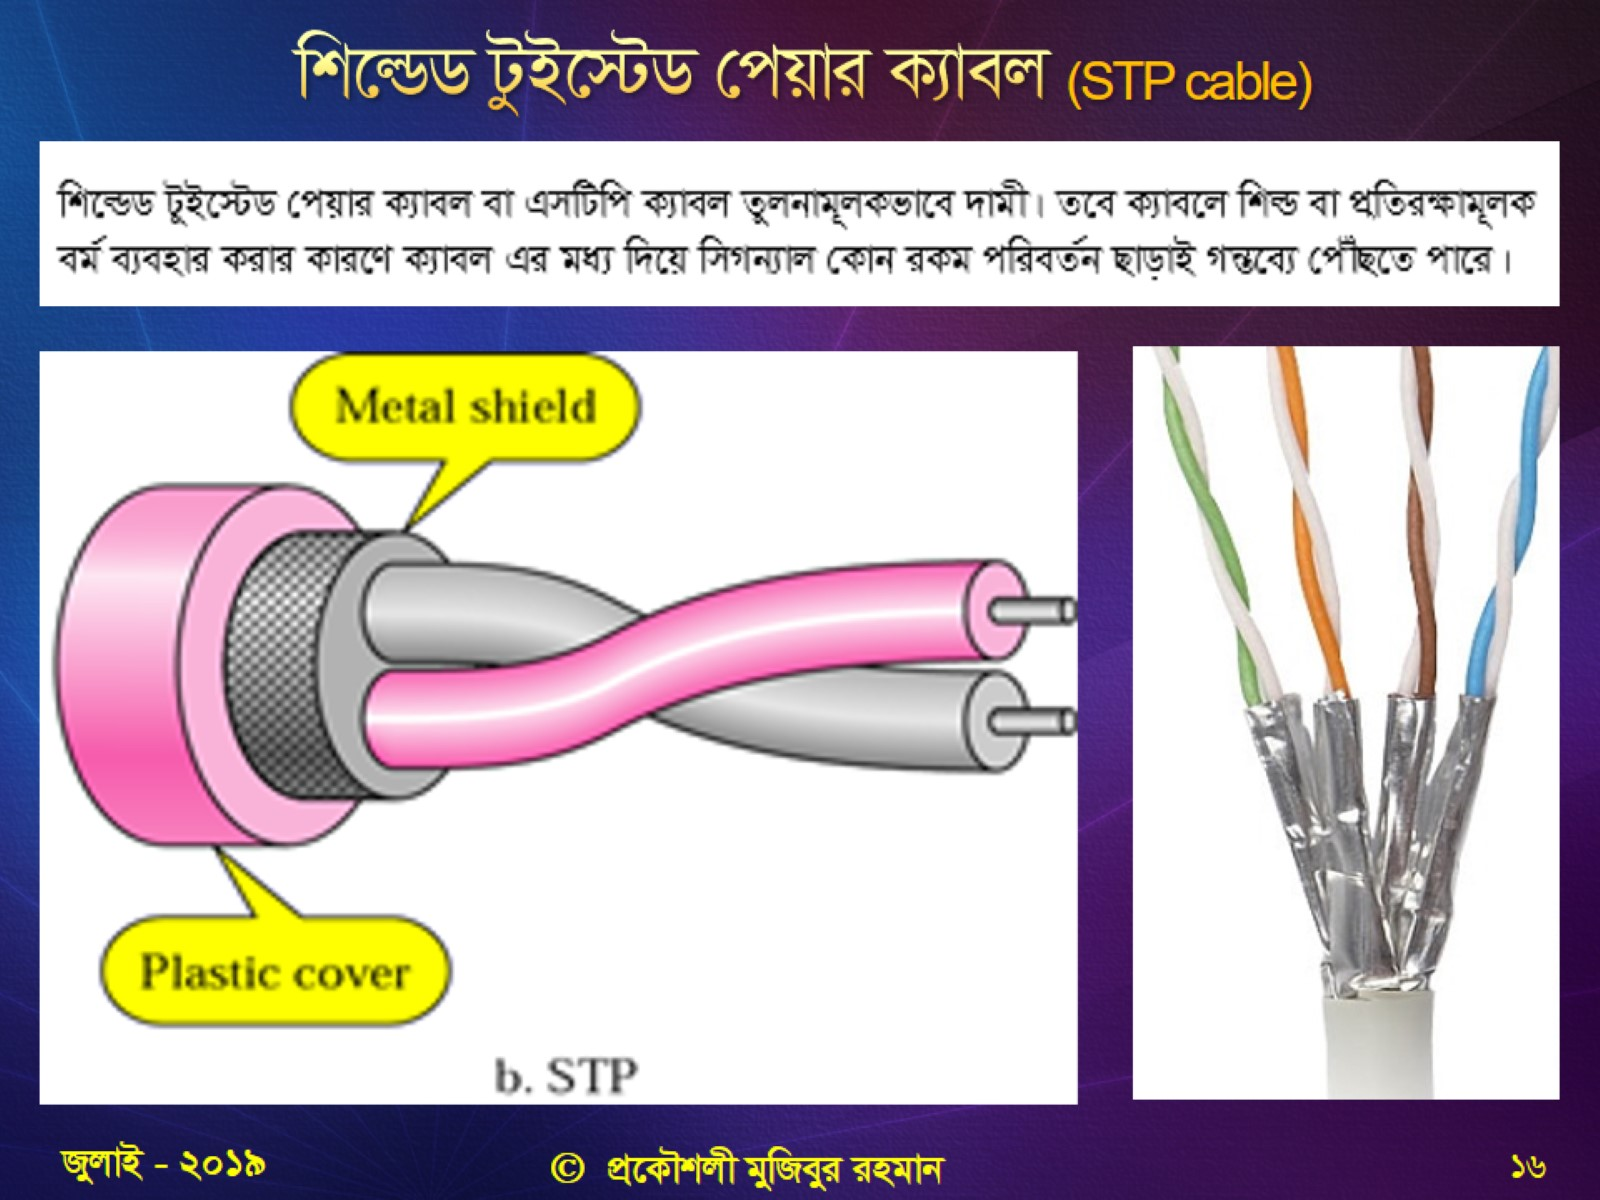 শিল্ডেড টুইস্টেড পেয়ার ক্যাবল (STP cable)
শিল্ডেড টুইস্টেড পেয়ার ক্যাবল বা এসটিপি ক্যাবল তুলনামূলকভাবে দামী। তবে ক্যাবলে শিল্ড বা প্রতিরক্ষামূলক
বর্ম ব্যবহার করার কারণে ক্যাবল এর মধ্য দিয়ে সিগন্যাল কোন রকম পরিবর্তন ছাড়াই গন্তব্যে পৌঁছতে পারে।
Metal shield
Plastic cover
b. STP
জুলাই - ২০১৯
© প্রকৌশলী মুজিবুর রহমান
১৬